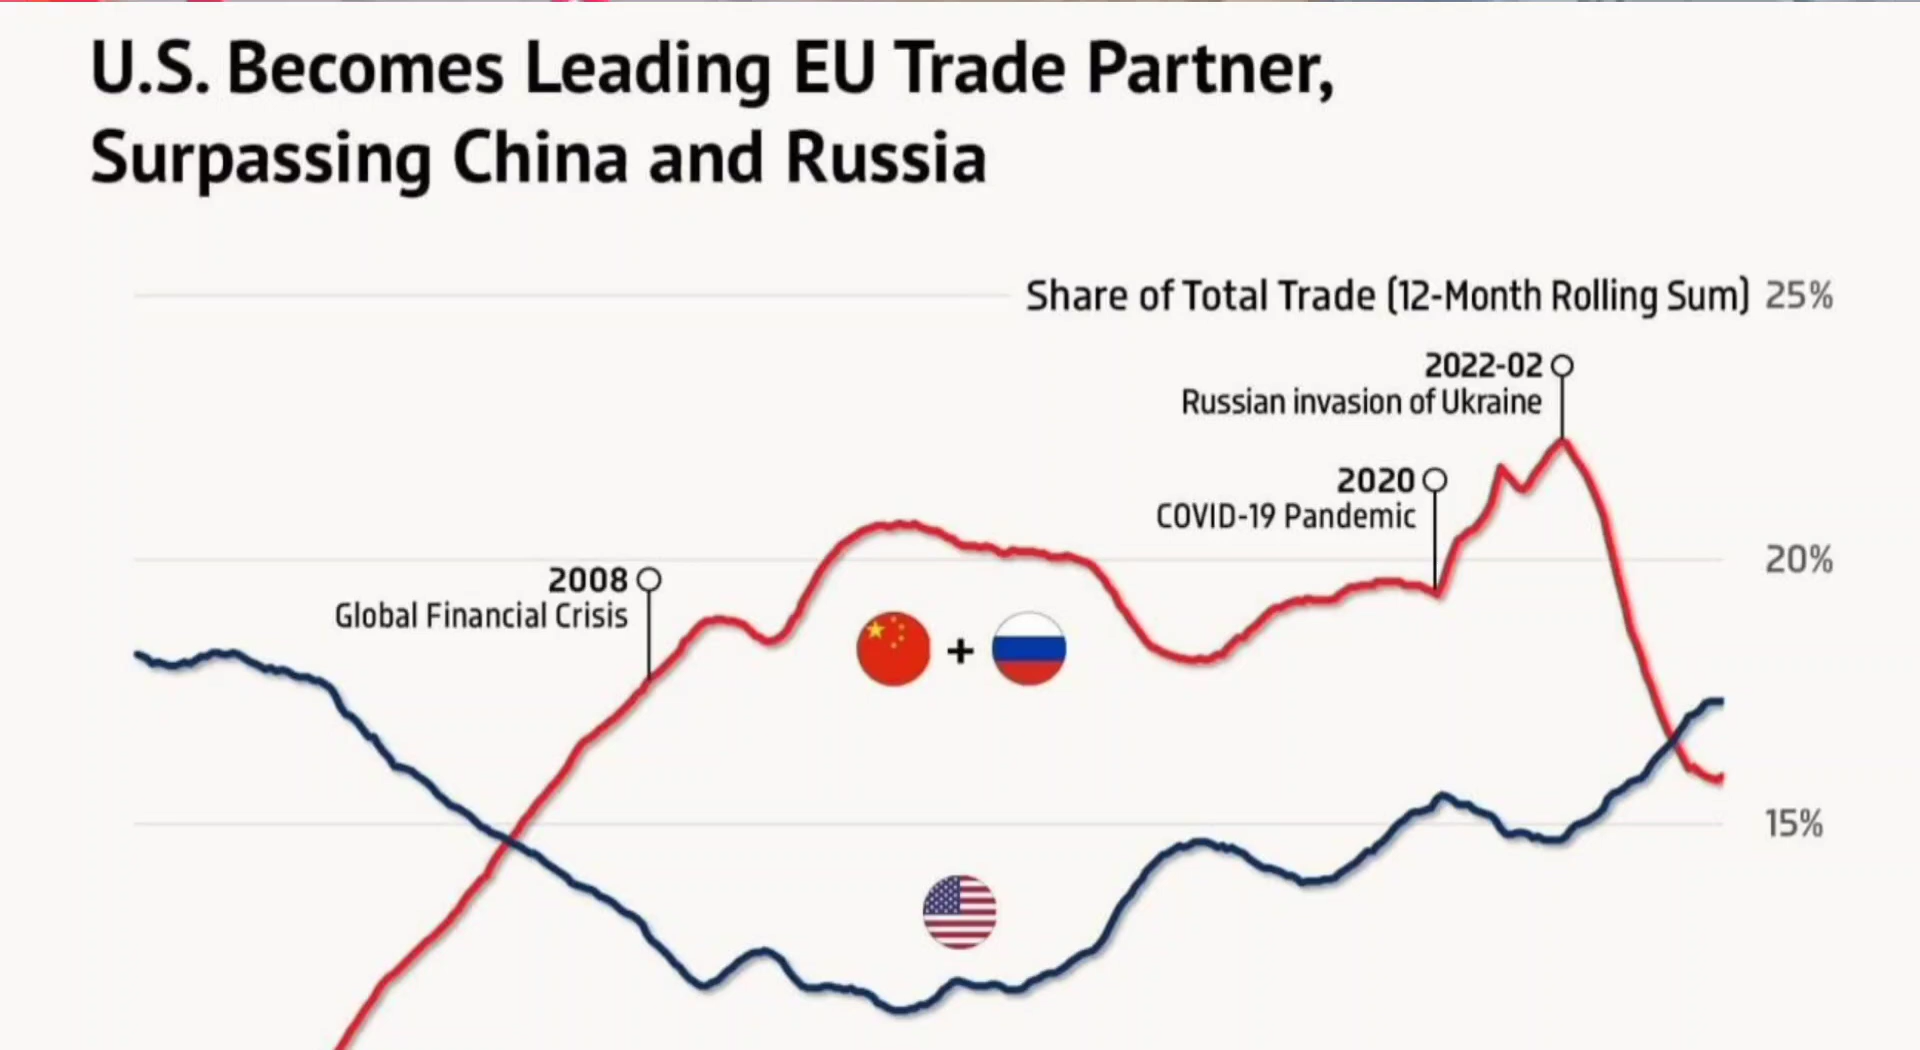 U.S. Becomes Leading EU Trade Partner,
Surpassing China and Russia
Share of Total Trade (12-Month Rolling Sum) 25%
2022-02
Russian invasion of Ukraine
2020
COVID-19 Pandemic
20%
2008
Global Financial Crisis
+
15%